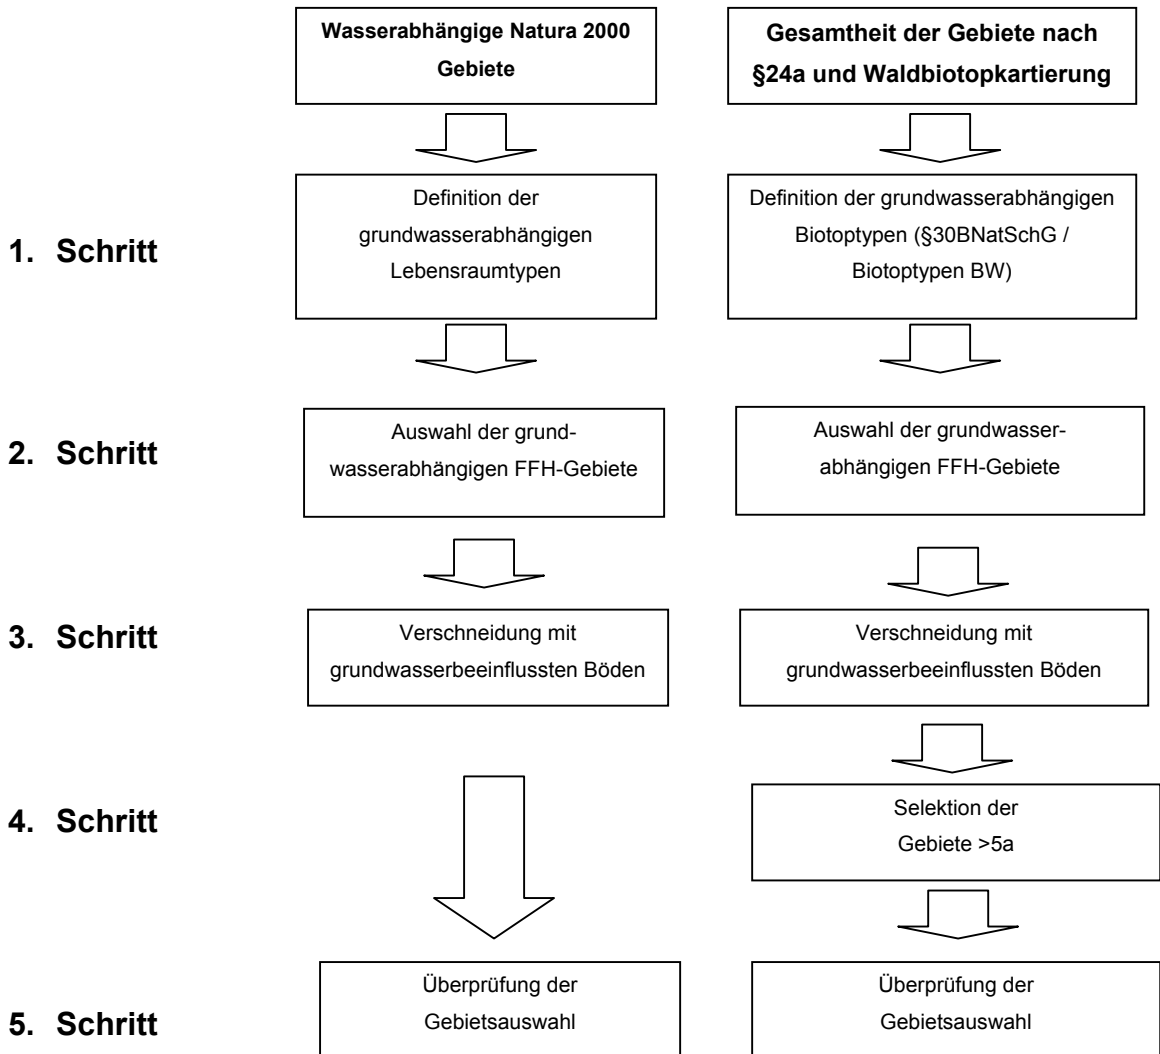 Wasserabhängige Natura 2000
Gebiete
Gesamtheit der Gebiete nach
§24a und Waldbiotopkartierung
1. Schritt
Definition der
grundwasserabhängigen
Lebensraumtypen
Definition der grundwasserabhängigen
Biotoptypen (§30BNatSchG /
Biotoptypen BW)
2. Schritt
Auswahl der grund-
wasserabhängigen FFH-Gebiete
Auswahl der grundwasser-
abhängigen FFH-Gebiete
3. Schritt
Verschneidung mit
grundwasserbeeinflussten Böden
Verschneidung mit
grundwasserbeeinflussten Böden
4. Schritt
Selektion der
Gebiete >5a
5. Schritt
Überprüfung der
Gebietsauswahl
Überprüfung der
Gebietsauswahl